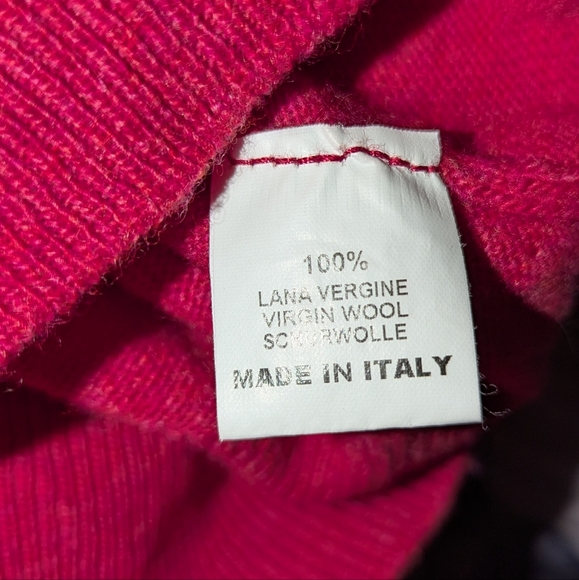 100%
LANA VERGINE
VIRGIN WOOL
SCHURWOLLE
MADE IN ITALY